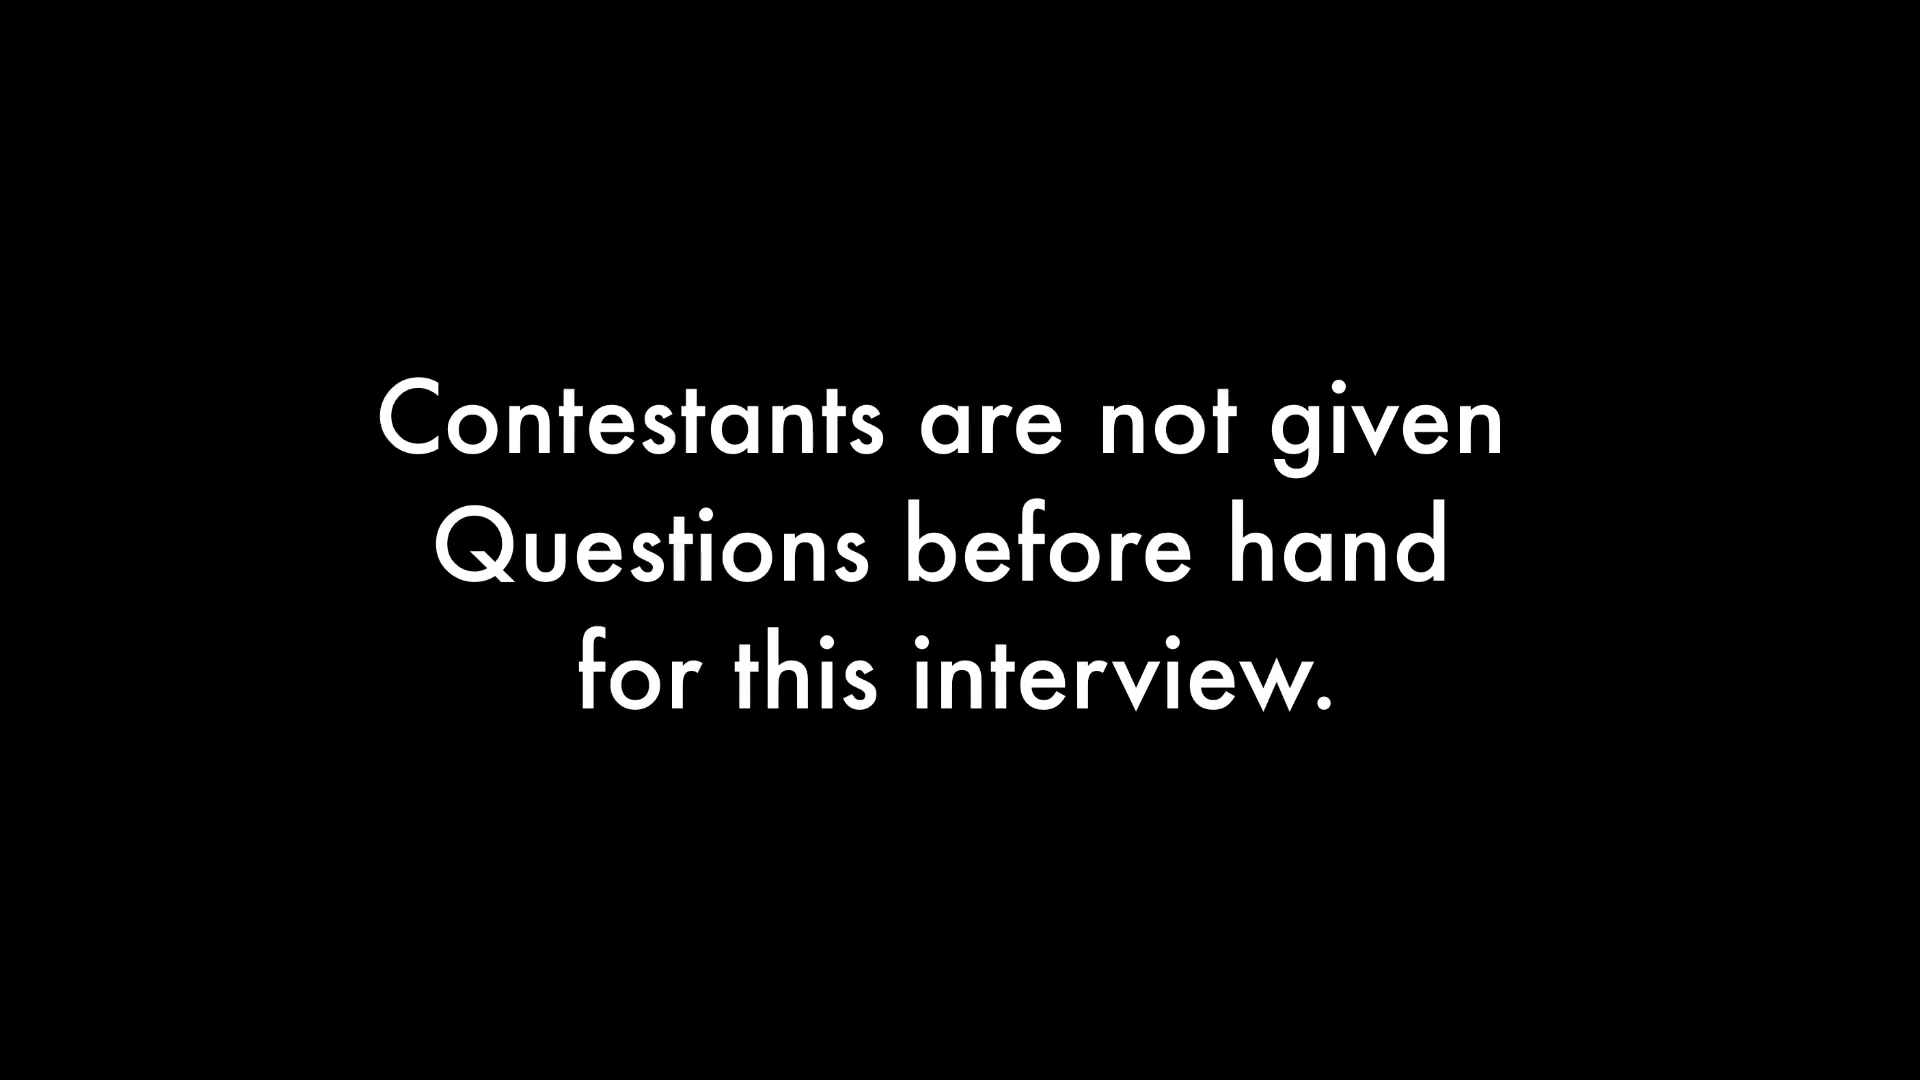 Contestants are not given
Questions before hand
for this interview.